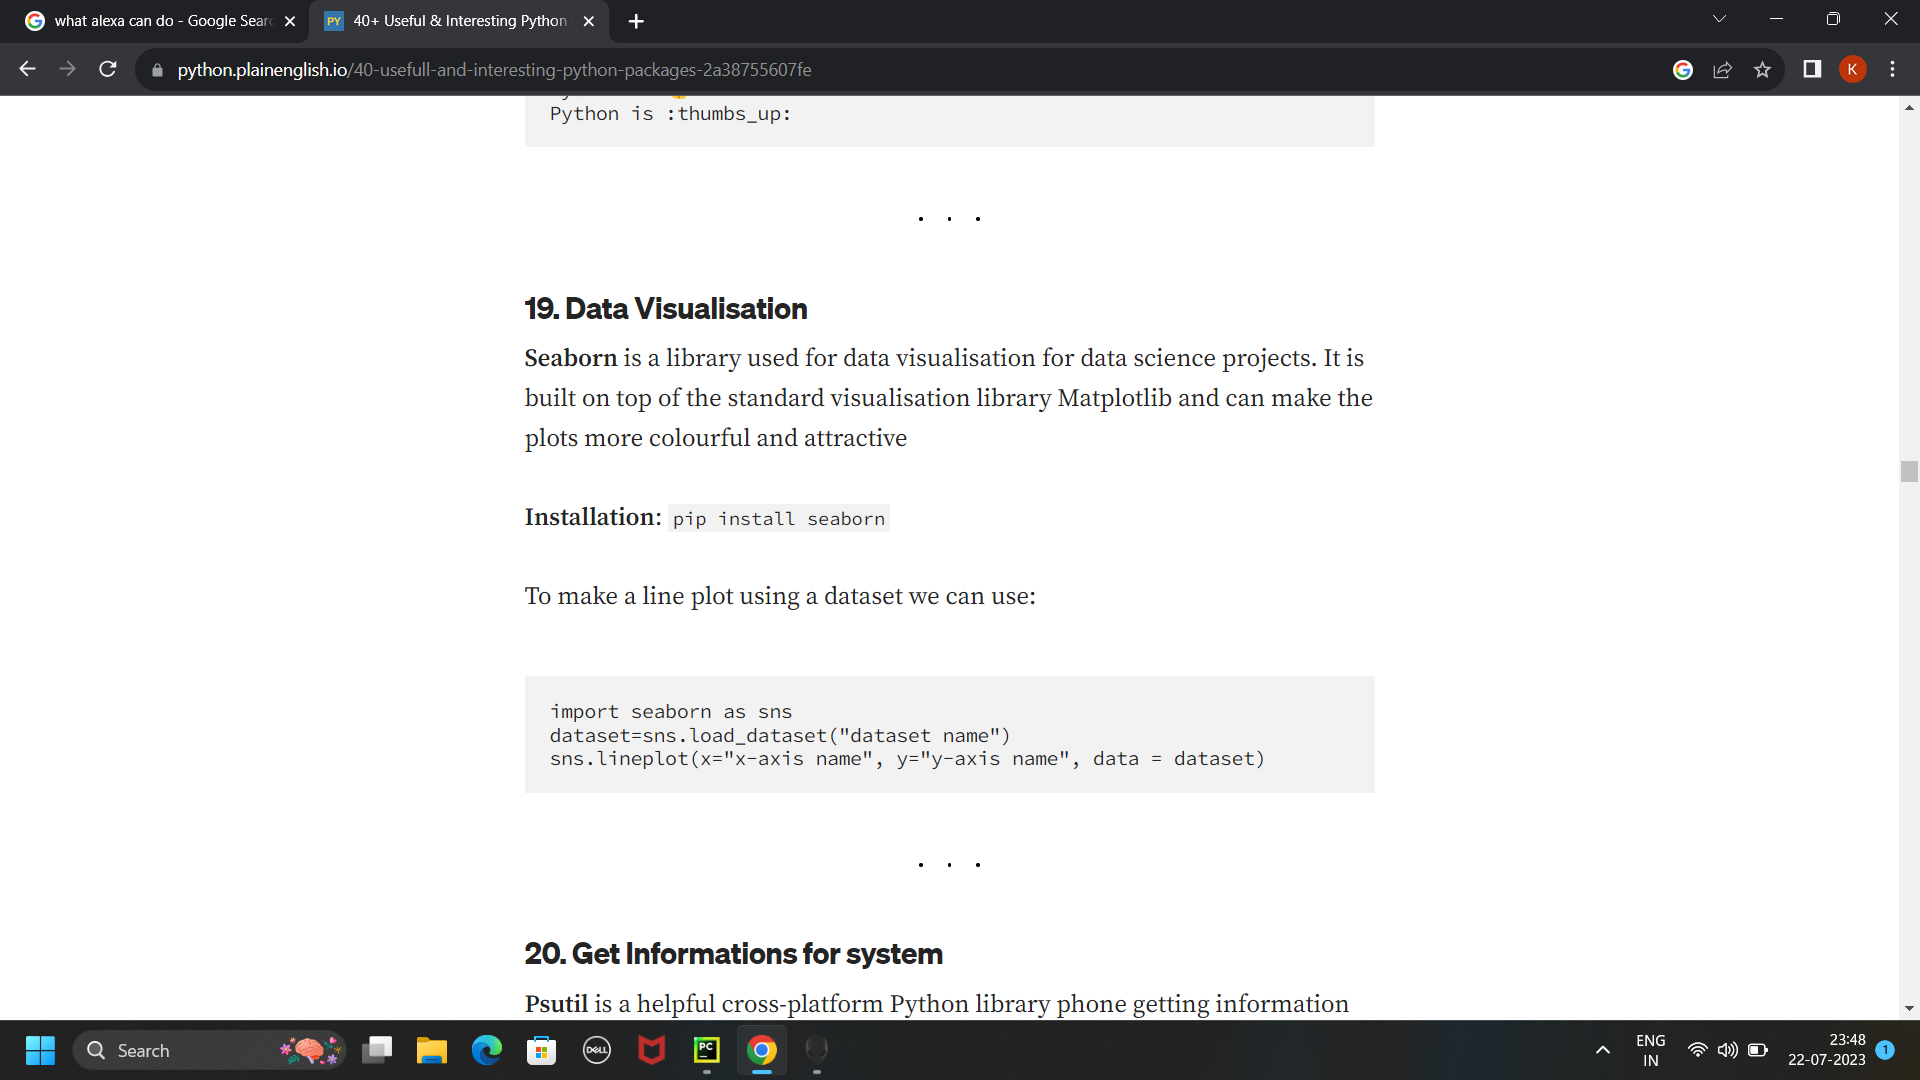 what alexa can do - Google Sear
PY 40+ Useful & Interesting Python
python.plainenglish.io/40-usefull-and-interesting-python-packages-2a38755607fe
K
Python is :thumbs_up:
. . .
19. Data Visualisation
Seaborn is a library used for data visualisation for data science projects. It is
built on top of the standard visualisation library Matplotlib and can make the
plots more colourful and attractive
Installation: pip install seaborn
To make a line plot using a dataset we can use:
import seaborn as sns
dataset=sns.load_dataset("dataset name")
sns.lineplot(x="x-axis name", y="y-axis name", data = dataset)
. . .
20. Get Informations for system
Psutil is a helpful cross-platform Python library phone getting information
Search
DELL
PC
ENG
IN
23:48
22-07-2023
1